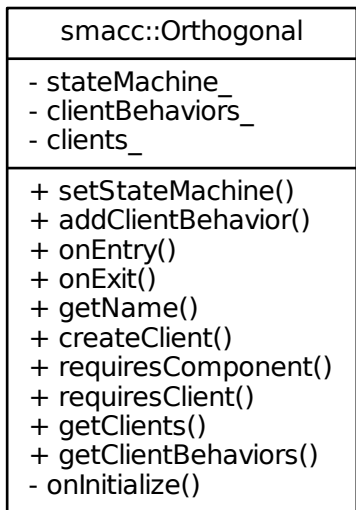 smacc::Orthogonal
- stateMachine_
- clientBehaviors_
- clients_
+ setStateMachine()
+ addClientBehavior()
+ onEntry()
+ onExit()
+ getName()
+ createClient()
+ requiresComponent()
+ requiresClient()
+ getClients()
+ getClientBehaviors()
- onInitialize()